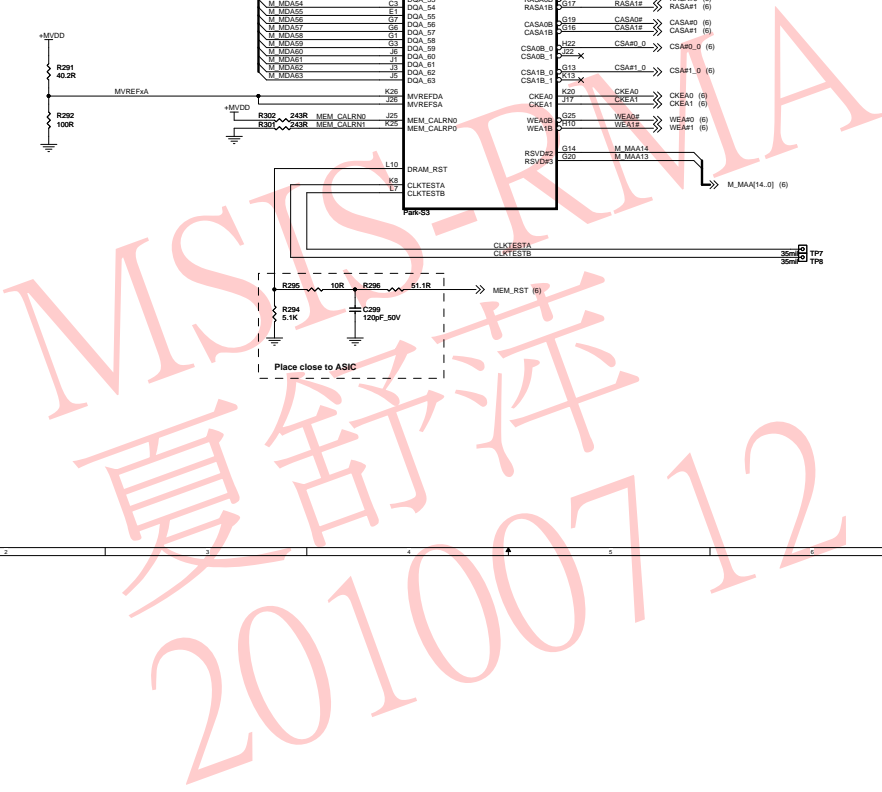 M_MDA54 C3 DQA_54 G17 RASA1# RASA#1 (6)
M_MDA55 E1 DQA_55
M_MDA56 G7 DQA_56 CASA0B G19 CASA0# CASA#0 (6)
M_MDA57 G6 DQA_57 CASA1B G16 CASA1# CASA#1 (6)
M_MDA58 G1 DQA_58
M_MDA59 G3 DQA_59 CSA0B_0 H22 CSA#0_0 CSA#0_0 (6)
M_MDA60 J6 DQA_60 CSA0B_1 J22
M_MDA61 J1 DQA_61
M_MDA62 J3 DQA_62 CSA1B_0 G13 CSA#1_0 CSA#1_0 (6)
M_MDA63 J5 DQA_63 CSA1B_1 K13
+MVDD
R291
40.2R
MVREFxA K26 MVREFDA CKEA0 K20 CKEA0 CKEA0 (6)
J26 MVREFSA CKEA1 J17 CKEA1 CKEA1 (6)
R292
100R
+MVDD
R302 243R MEM_CALRN0 J25 MEM_CALRN0 WEA0B G25 WEA0# WEA#0 (6)
R301 243R MEM_CALRN1 K25 MEM_CALRP0 WEA1B H10 WEA1# WEA#1 (6)
RSVD#2 G14 M_MAA14
RSVD#3 G20 M_MAA13
L10 DRAM_RST
M_MAA[14..0] (6)
K8 CLKTESTA
L7 CLKTESTB
Park-S3
CLKTESTA 35mil TP7
CLKTESTB 35mil TP8
R295 10R R296 51.1R MEM_RST (6)
R294
5.1K
C299
120pF_50V
Place close to ASIC
2 3 4 5 6
MSIS-RMA
夏舒萍
20100712